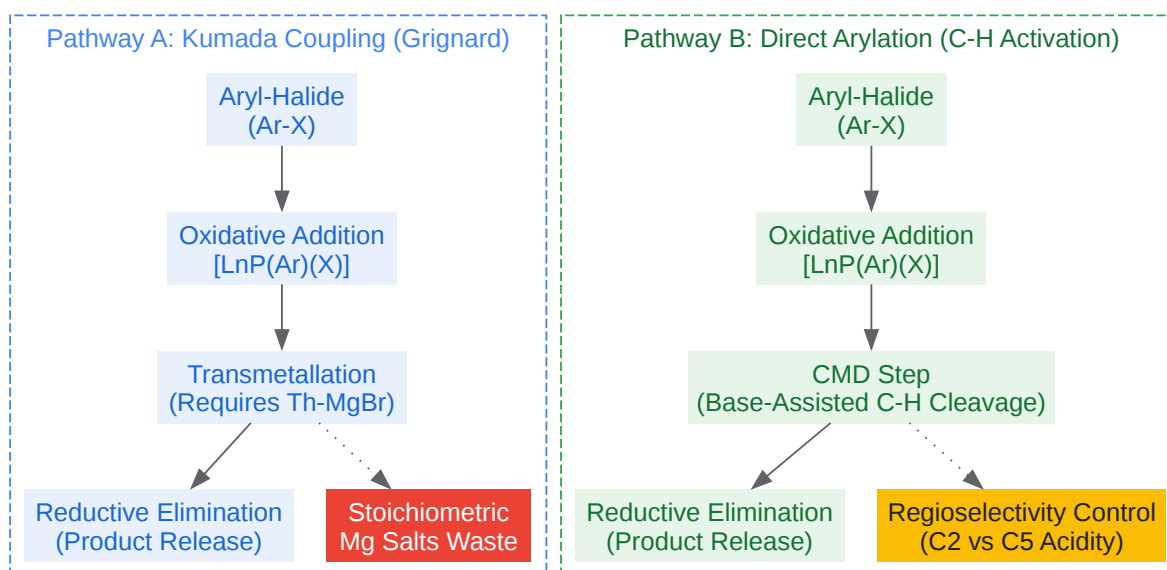 Pathway A: Kumada Coupling (Grignard)
Aryl-Halide
(Ar-X)
Oxidative Addition
[LnP(Ar)(X)]
Transmetallation
(Requires Th-MgBr)
Reductive Elimination
(Product Release)
Stoichiometric
Mg Salts Waste
Pathway B: Direct Arylation (C-H Activation)
Aryl-Halide
(Ar-X)
Oxidative Addition
[LnP(Ar)(X)]
CMD Step
(Base-Assisted C-H Cleavage)
Reductive Elimination
(Product Release)
Regioselectivity Control
(C2 vs C5 Acidity)